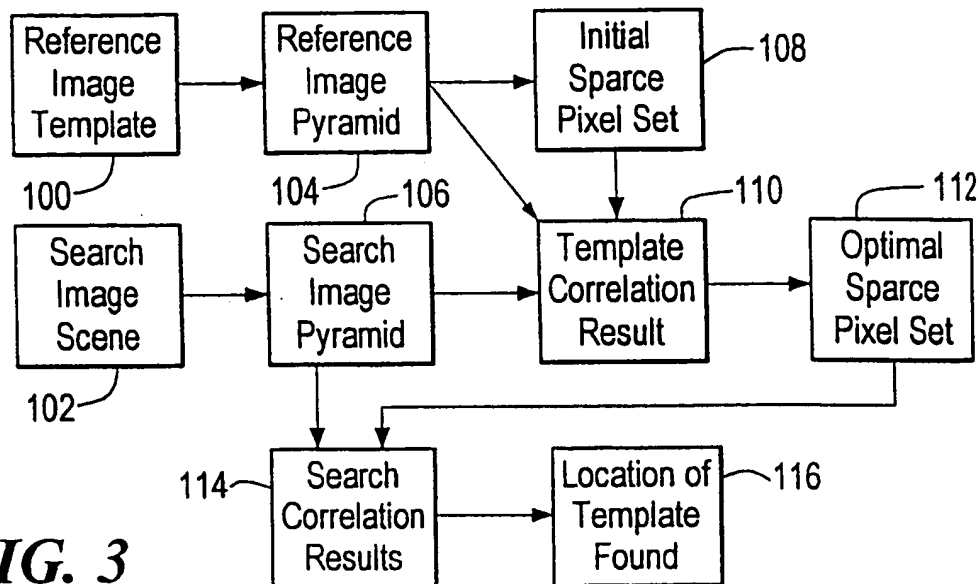 Reference
Image
Template
100
Reference
Image
Pyramid
104
Initial
Sparce
Pixel Set
108
Search
Image
Scene
102
Search
Image
Pyramid
106
Template
Correlation
Result
110
Optimal
Sparce
Pixel Set
112
Search
Correlation
Results
114
Location of
Template
Found
116
IG. 3